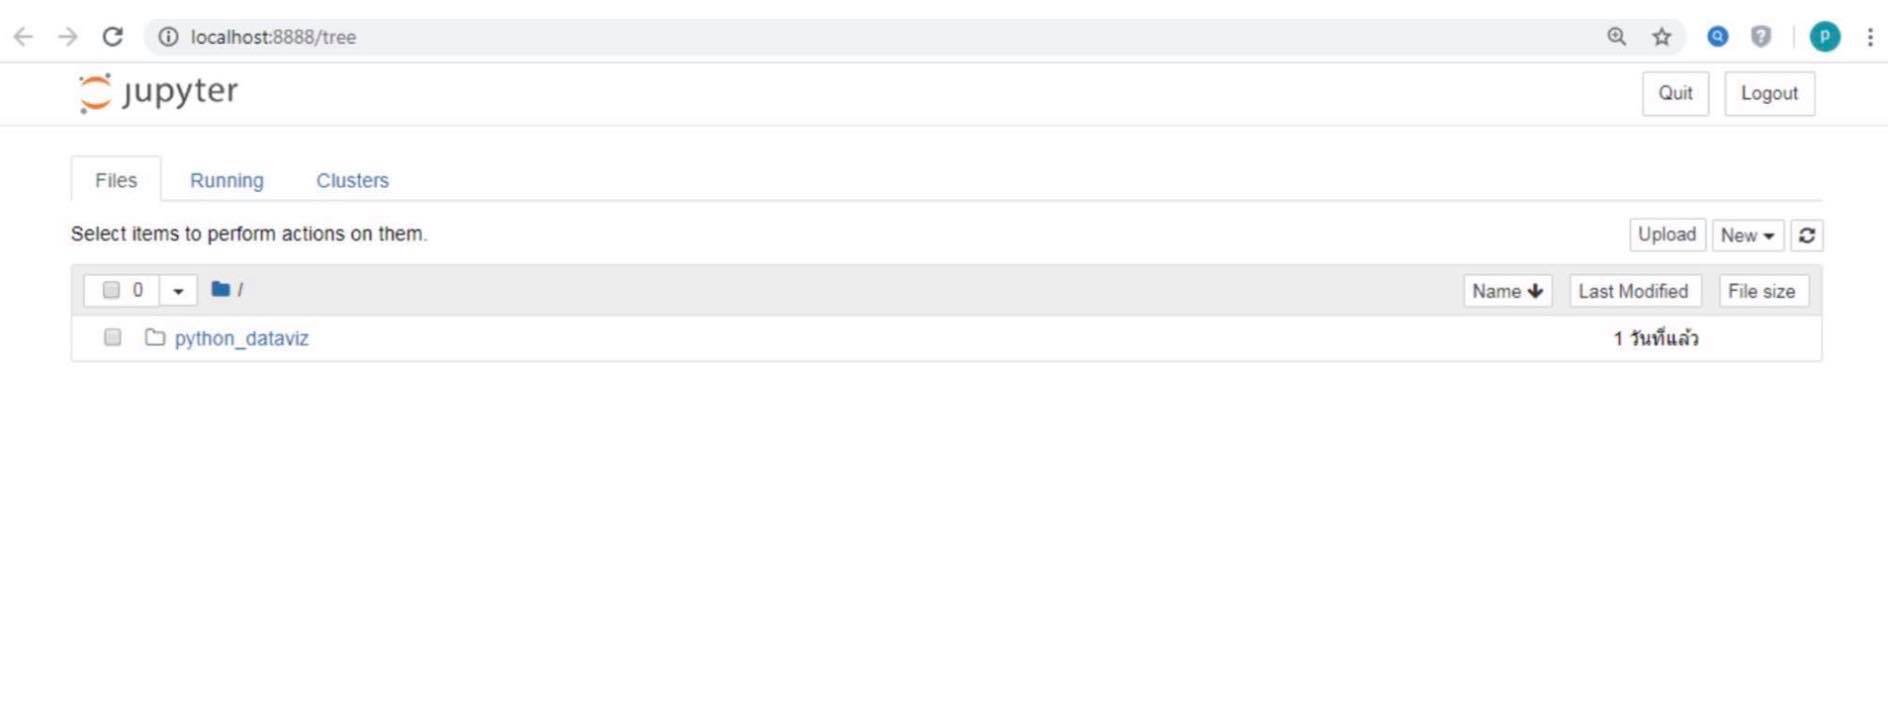 localhost:8888/tree
P
jupyter
Quit Logout
Files Running Clusters
Select items to perform actions on them.
Upload New
0 / Name Last Modified File size
python_dataviz 1 วันที่แล้ว